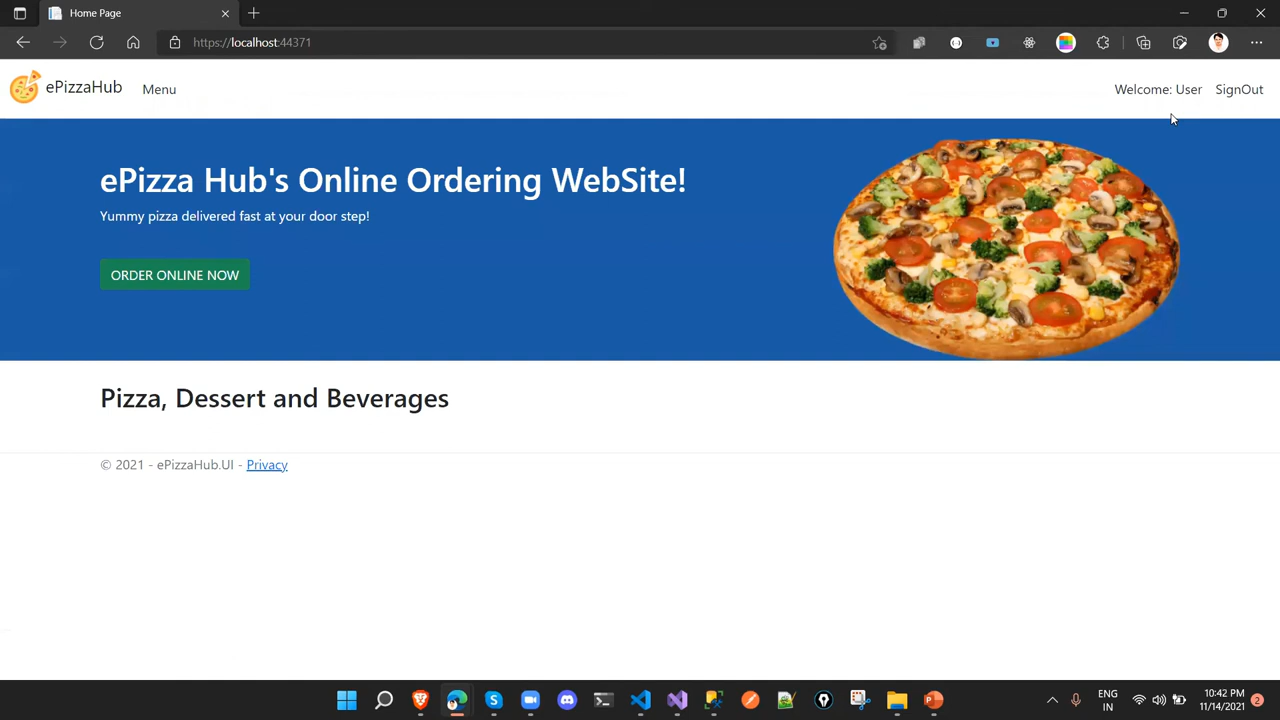 Home Page
https://localhost:44371
ePizzaHub
Menu
Welcome: User
SignOut
ePizza Hub's Online Ordering WebSite!
Yummy pizza delivered fast at your door step!
ORDER ONLINE NOW
Pizza, Dessert and Beverages
© 2021 - ePizzaHub.UI - Privacy
ENG
IN
10:42 PM
11/14/2021
2